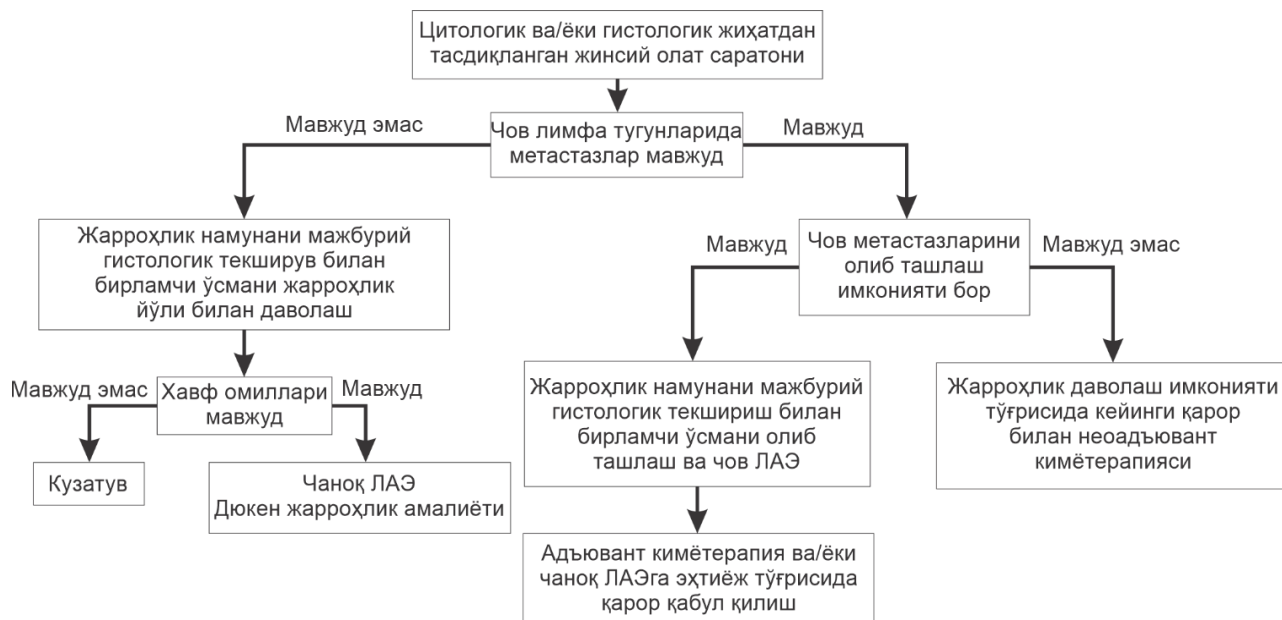 Цитологик ва/ёки гистологик жиҳатдан
тасдиқланган жинсий олат саратони
Мавжуд эмас
Чов лимфа тугунларида
метастазлар мавжуд
Мавжуд
Жарроҳлик намунани мажбурий
гистологик текширув билан
бирламчи ўсмани жарроҳлик
йўли билан даволаш
Мавжуд
Чов метастазларини
олиб ташлаш
имконияти бор
Мавжуд эмас
Мавжуд эмас
Хавф омиллари
мавжуд
Мавжуд
Жарроҳлик намунани мажбурий
гистологик текшириш билан
бирламчи ўсмани олиб
ташлаш ва чов ЛАЭ
Жарроҳлик даволаш имконияти
тўғрисида кейинги қарор
билан неоадъювант
кимётерапияси
Кузатув
Чаноқ ЛАЭ
Дюкен жарроҳлик амалиёти
Адъювант кимётерапия ва/ёки
чаноқ ЛАЭга эҳтиёж тўғрисида
қарор қабул қилиш